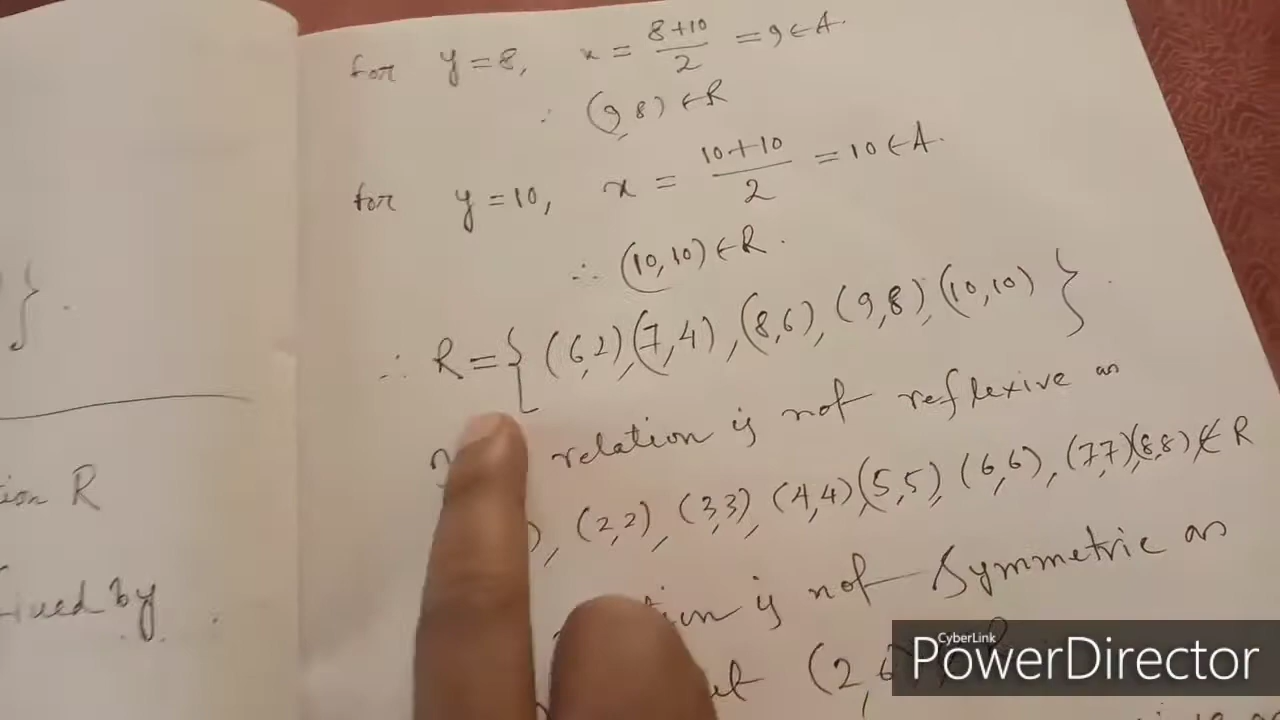 for y = 8, x = (8+10)/2 = 9 ∈ A.
∴ (9, 8) ∈ R
for y = 10, x = (10+10)/2 = 10 ∈ A.
∴ (10, 10) ∈ R.
}.
∴ R = { (6,2), (7,4), (8,6), (9,8), (10,10) }.
relation is not reflexive as
), (2,2), (3,3), (4,4), (5,5), (6,6), (7,7) (8,8) ∉ R
R
is not symmetric as
by
(2,6
CyberLink
PowerDirector